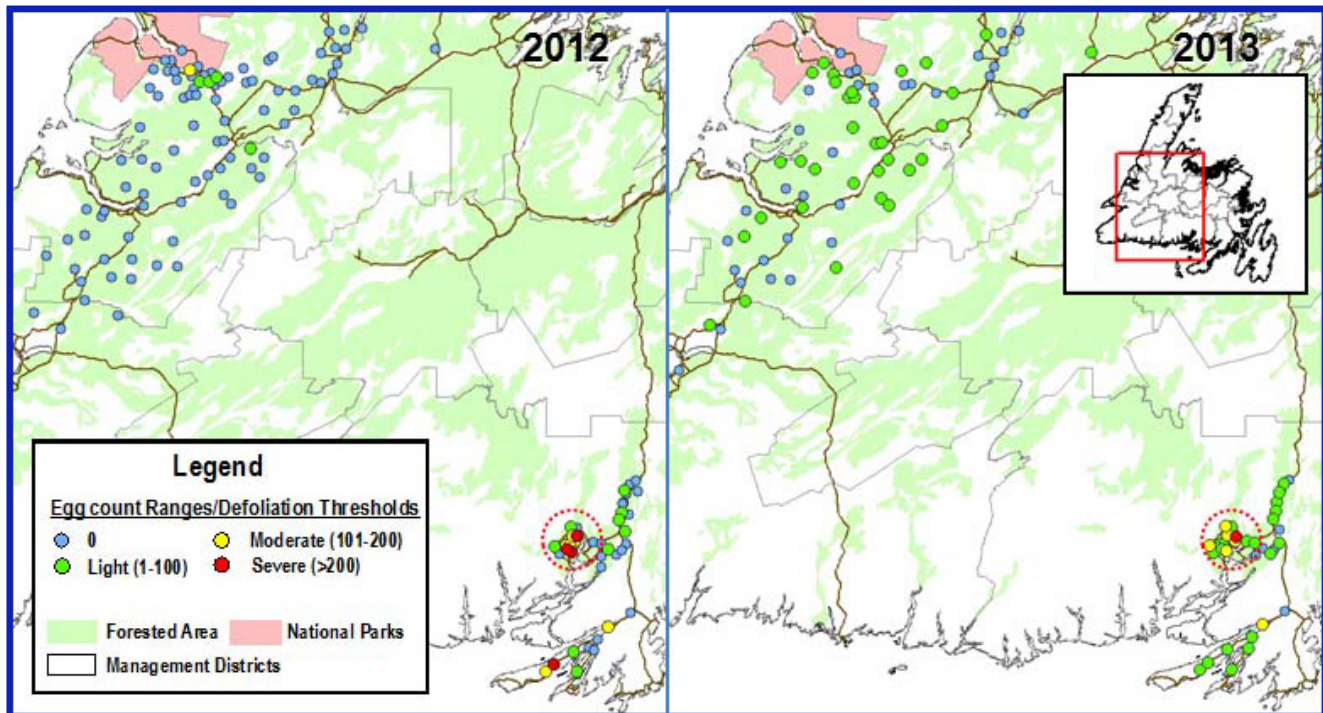 2012
2013
Legend
Egg count Ranges/Defoliation Thresholds
0
Moderate (101-200)
Light (1-100)
Severe (>200)
Forested Area
National Parks
Management Districts